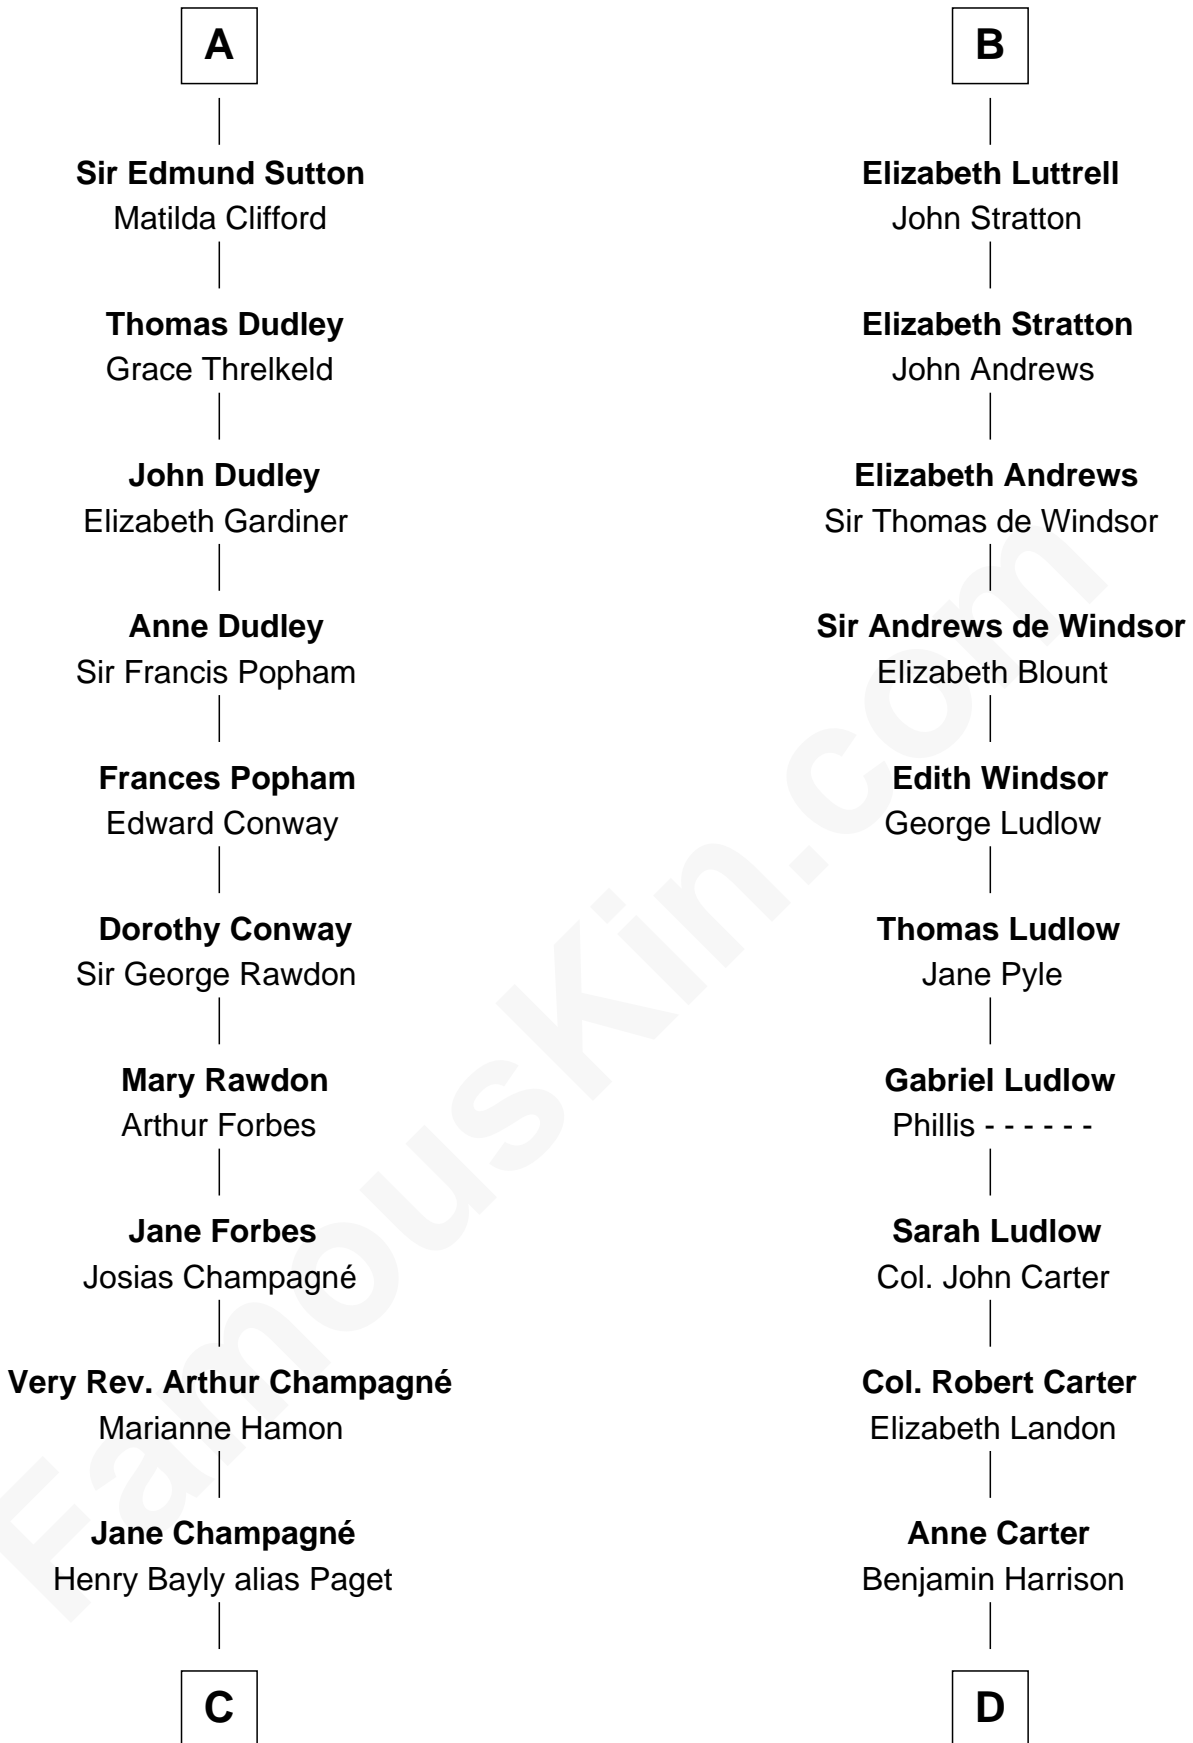 A
Sir Edmund Sutton
Matilda Clifford
Thomas Dudley
Grace Threlkeld
John Dudley
Elizabeth Gardiner
Anne Dudley
Sir Francis Popham
Frances Popham
Edward Conway
Dorothy Conway
Sir George Rawdon
Mary Rawdon
Arthur Forbes
Jane Forbes
Josias Champagné
Very Rev. Arthur Champagné
Marianne Hamon
Jane Champagné
Henry Bayly alias Paget
C
B
Elizabeth Luttrell
John Stratton
Elizabeth Stratton
John Andrews
Elizabeth Andrews
Sir Thomas de Windsor
Sir Andrews de Windsor
Elizabeth Blount
Edith Windsor
George Ludlow
Thomas Ludlow
Jane Pyle
Gabriel Ludlow
Phillis - - - - - -
Sarah Ludlow
Col. John Carter
Col. Robert Carter
Elizabeth Landon
Anne Carter
Benjamin Harrison
D
FamousKin.com